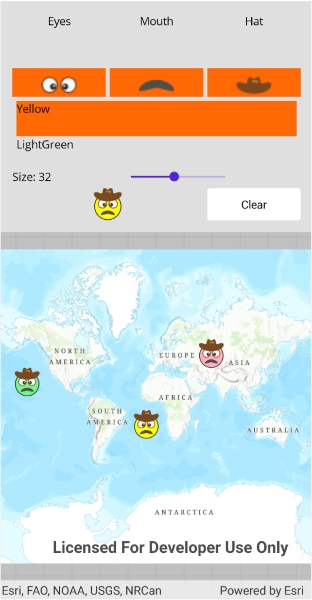 Eyes Mouth Hat
Yellow
LightGreen
Size: 32
Clear
NORTH
AMERICA
EUROPE
ASIA
AFRICA
SOUTH
AMERICA
AUSTRALIA
ANTARCTICA
Licensed For Developer Use Only
Esri, FAO, NOAA, USGS, NRCan Powered by Esri